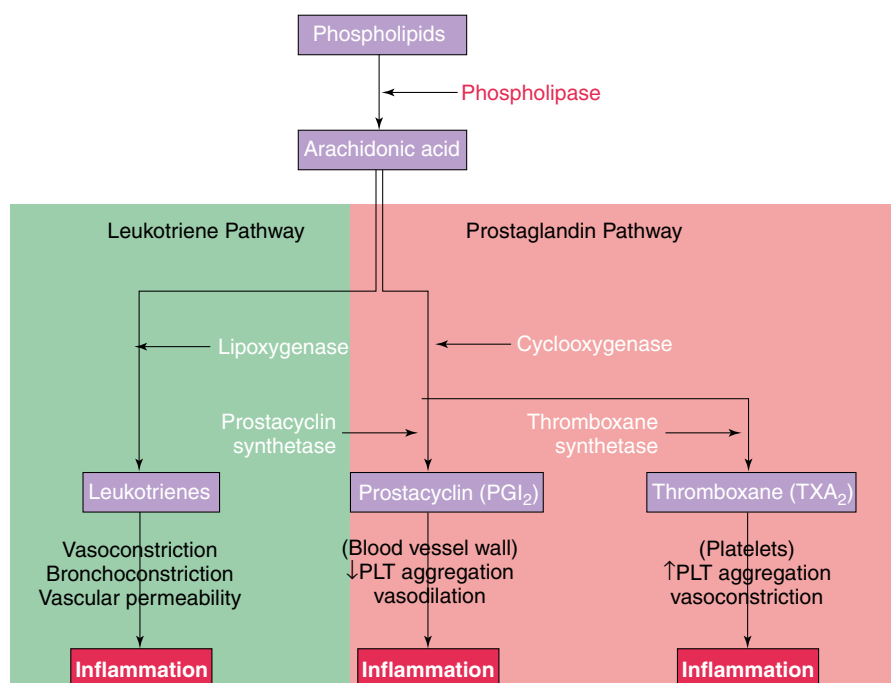 Phospholipids
Phospholipase
Arachidonic acid
Leukotriene Pathway
Prostaglandin Pathway
Lipoxygenase
Cyclooxygenase
Prostacyclin
synthetase
Thromboxane
synthetase
Leukotrienes
Prostacyclin (PGI₂)
Thromboxane (TXA₂)
Vasoconstriction
Bronchoconstriction
Vascular permeability
(Blood vessel wall)
↓PLT aggregation
vasodilation
(Platelets)
↑PLT aggregation
vasoconstriction
Inflammation
Inflammation
Inflammation